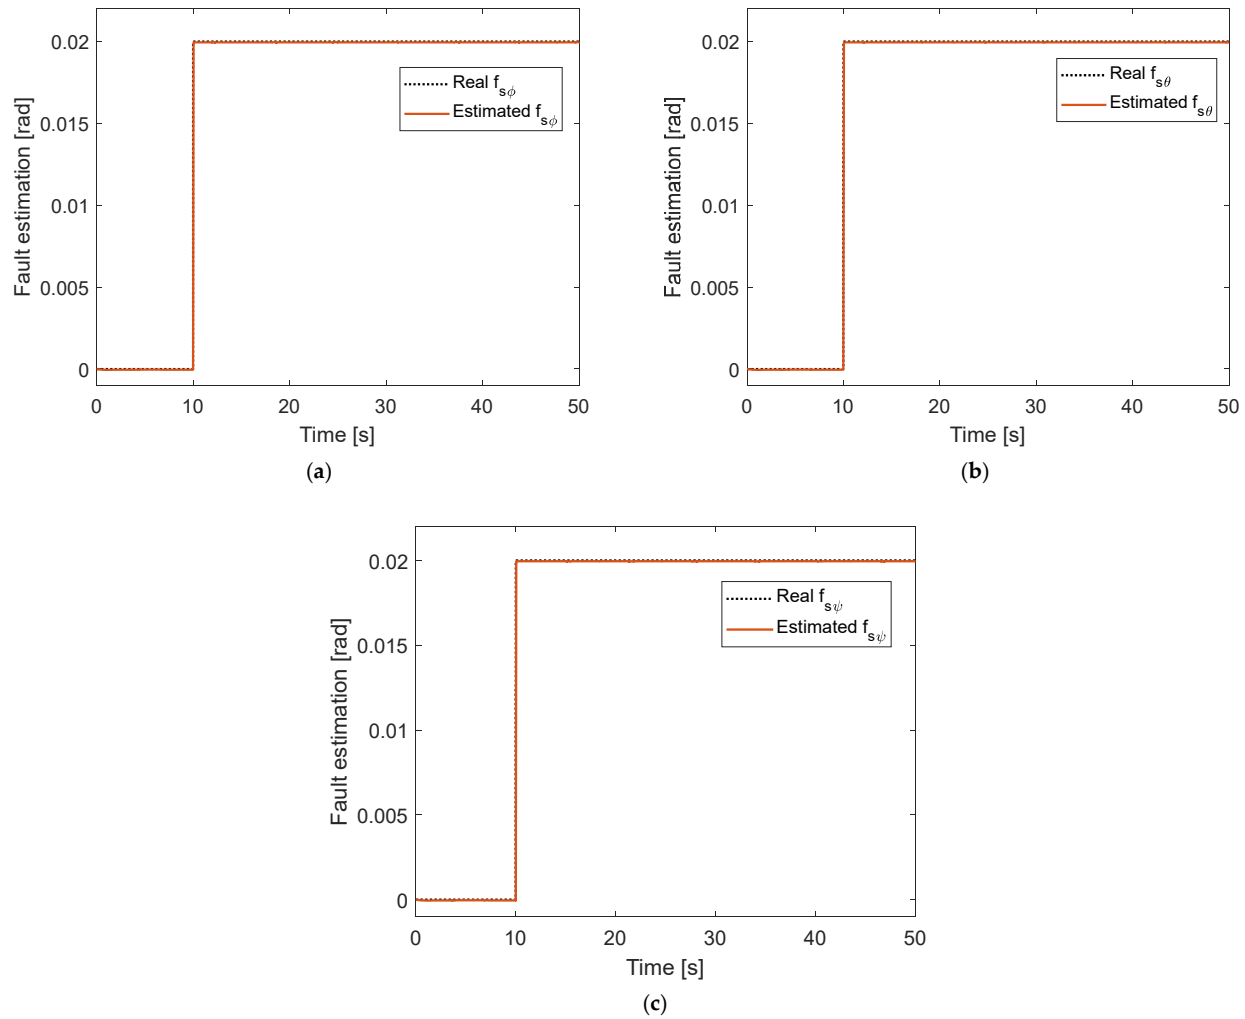 0.02
0.015
0.01
0.005
0
Fault estimation [rad]
Real f_sϕ
Estimated f_sϕ
0 10 20 30 40 50
Time [s]
(a)
0.02
0.015
0.01
0.005
0
Fault estimation [rad]
Real f_sθ
Estimated f_sθ
0 10 20 30 40 50
Time [s]
(b)
0.02
0.015
0.01
0.005
0
Fault estimation [rad]
Real f_sψ
Estimated f_sψ
0 10 20 30 40 50
Time [s]
(c)